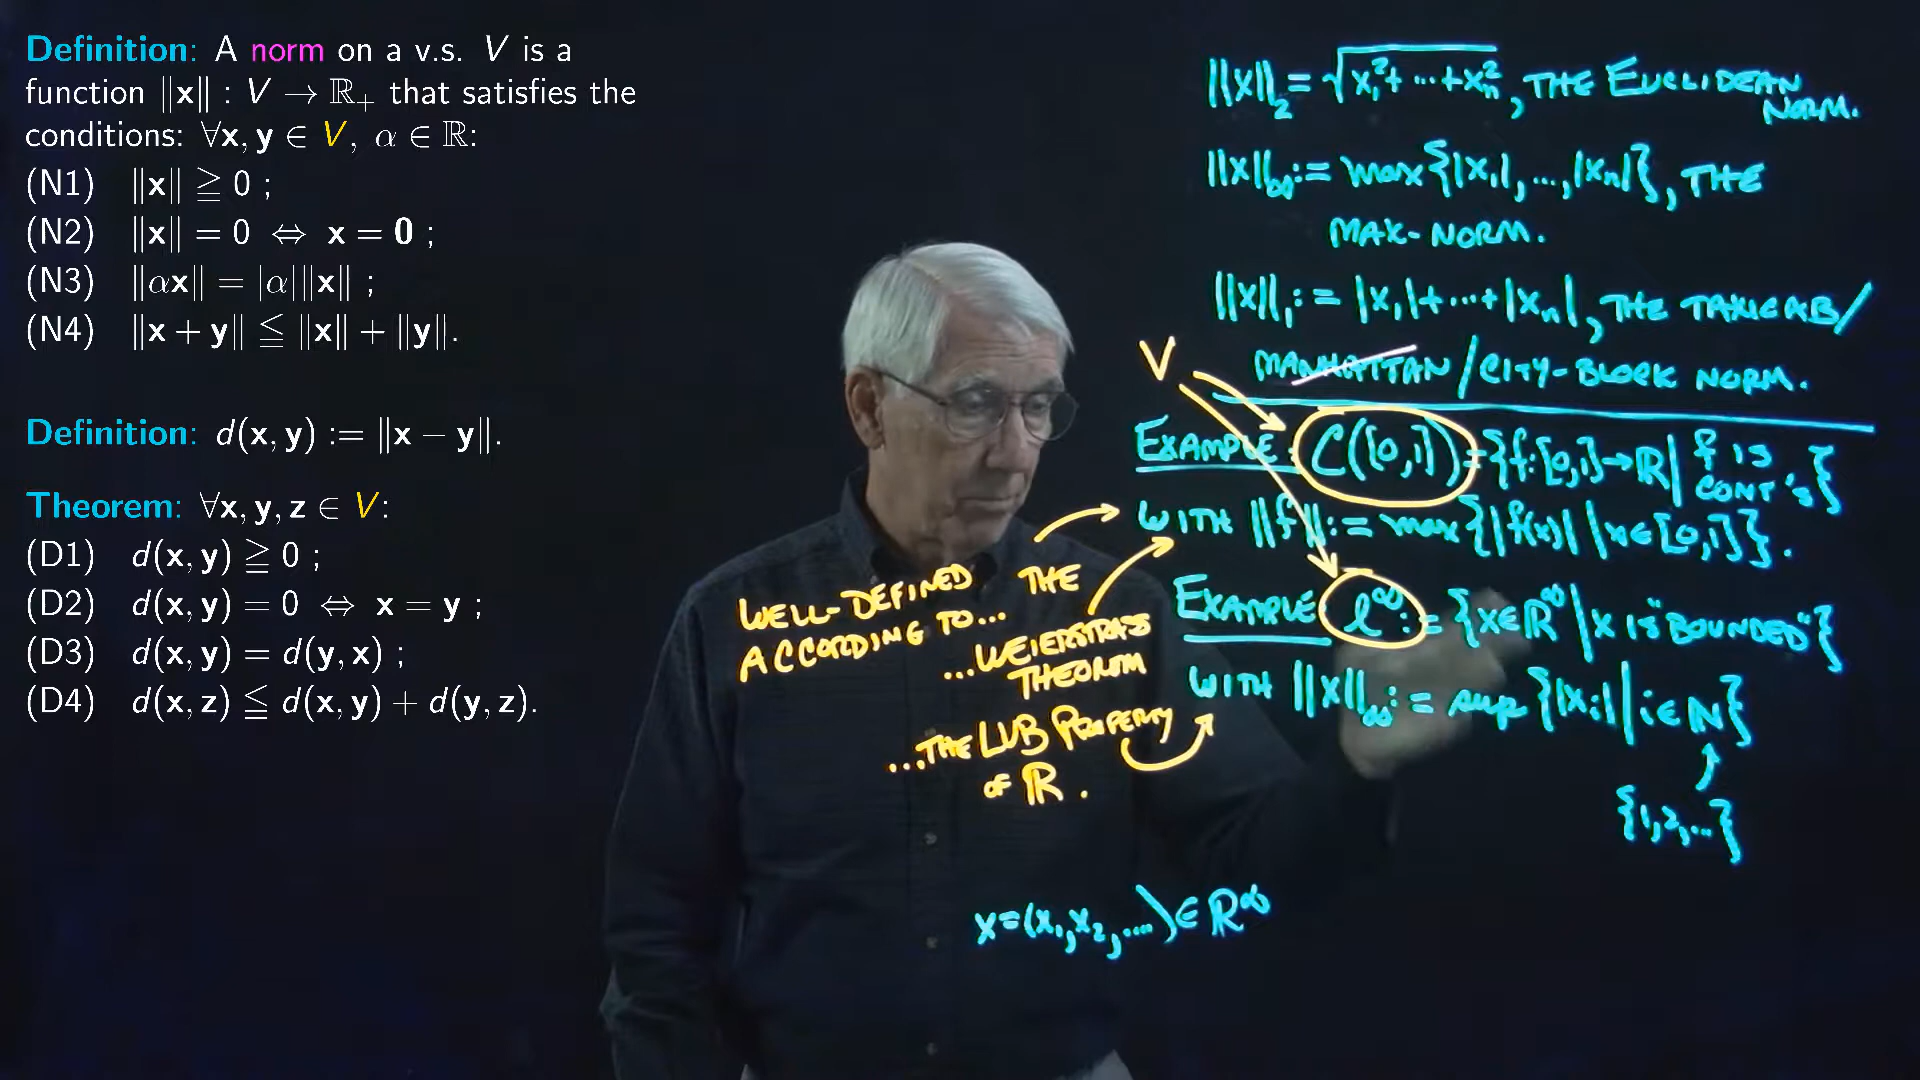 Definition: A norm on a v.s. V is a
function ‖x‖ : V → ℝ₊ that satisfies the
conditions: ∀x, y ∈ V, α ∈ ℝ:
(N1) ‖x‖ ≧ 0 ;
(N2) ‖x‖ = 0 ⇔ x = 0 ;
(N3) ‖αx‖ = |α|‖x‖ ;
(N4) ‖x + y‖ ≦ ‖x‖ + ‖y‖.
Definition: d(x, y) := ‖x − y‖.
Theorem: ∀x, y, z ∈ V:
(D1) d(x, y) ≧ 0 ;
(D2) d(x, y) = 0 ⇔ x = y ;
(D3) d(x, y) = d(y, x) ;
(D4) d(x, z) ≦ d(x, y) + d(y, z).
‖x‖₂ = √(x₁² + ··· + xₙ²), THE EUCLIDEAN
NORM.
‖x‖∞ := max{|x₁|, ..., |xₙ|}, THE
MAX-NORM.
‖x‖₁ := |x₁| + ··· + |xₙ|, THE TAXICAB/
MANHATTAN/CITY-BLOCK NORM.
V
EXAMPLE: C([0,1]) = {f:[0,1]→ℝ | f IS
CONT'S}
WITH ‖f‖ := max{|f(x)| | x∈[0,1]}.
WELL-DEFINED
ACCORDING TO... THE
...WEIERSTRASS
THEOREM
...THE LUB PROPERTY
OF ℝ.
EXAMPLE: ℓ^∞ := {x∈ℝ^∞ | x IS "BOUNDED"}
WITH ‖x‖∞ := sup{|xᵢ| | i∈ℕ}
{1,2,...}
x=(x₁,x₂,....)∈ℝ^∞